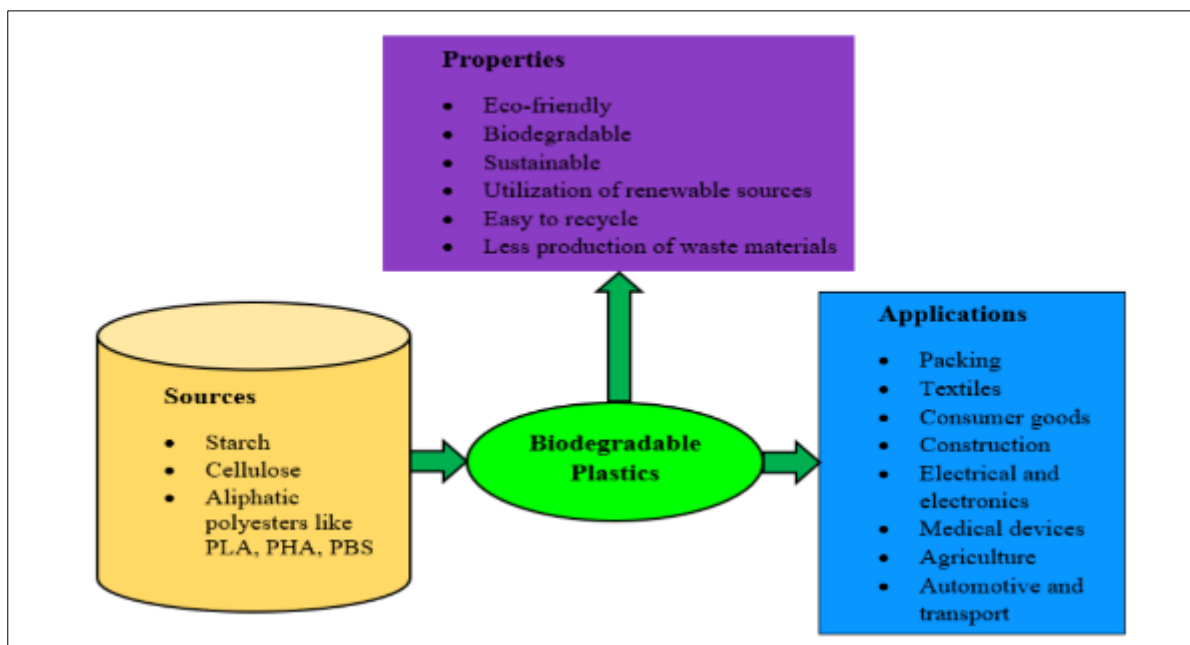 Properties
• Eco-friendly
• Biodegradable
• Sustainable
• Utilization of renewable sources
• Easy to recycle
• Less production of waste materials
Sources
• Starch
• Cellulose
• Aliphatic
polyesters like
PLA, PHA, PBS
Biodegradable
Plastics
Applications
• Packing
• Textiles
• Consumer goods
• Construction
• Electrical and
electronics
• Medical devices
• Agriculture
• Automotive and
transport